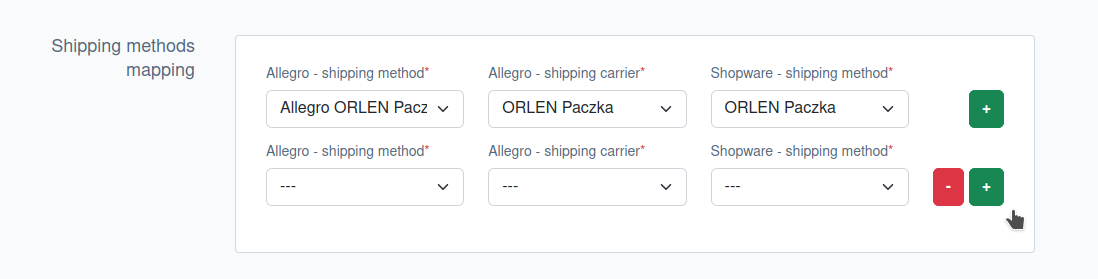 Shipping methods
mapping
Allegro - shipping method*
Allegro - shipping carrier*
Shopware - shipping method*
Allegro ORLEN Pacz
ORLEN Paczka
ORLEN Paczka
+
Allegro - shipping method*
Allegro - shipping carrier*
Shopware - shipping method*
---
---
---
-
+